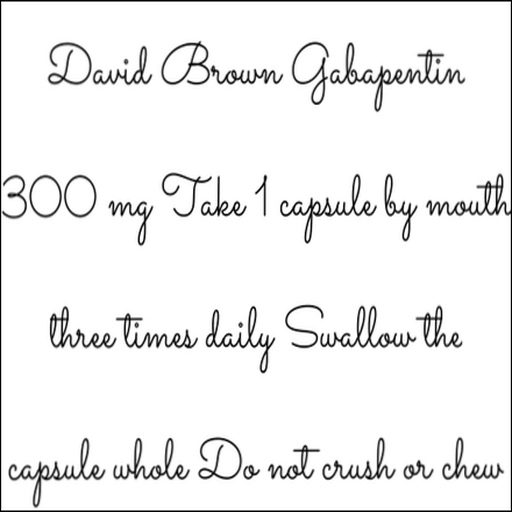 David Brown Gabapentin
300 mg Take 1 capsule by mouth
three times daily Swallow the
capsule whole Do not crush or chew